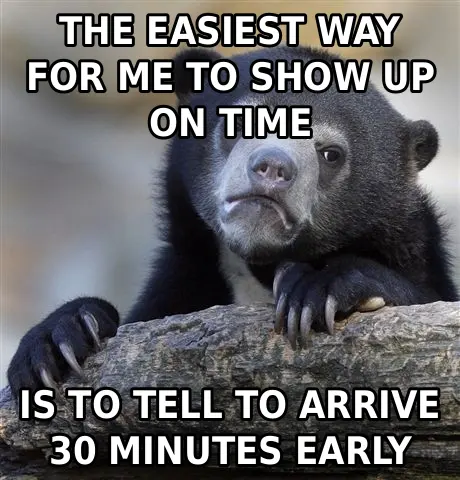 THE EASIEST WAY
FOR ME TO SHOW UP
ON TIME
IS TO TELL TO ARRIVE
30 MINUTES EARLY